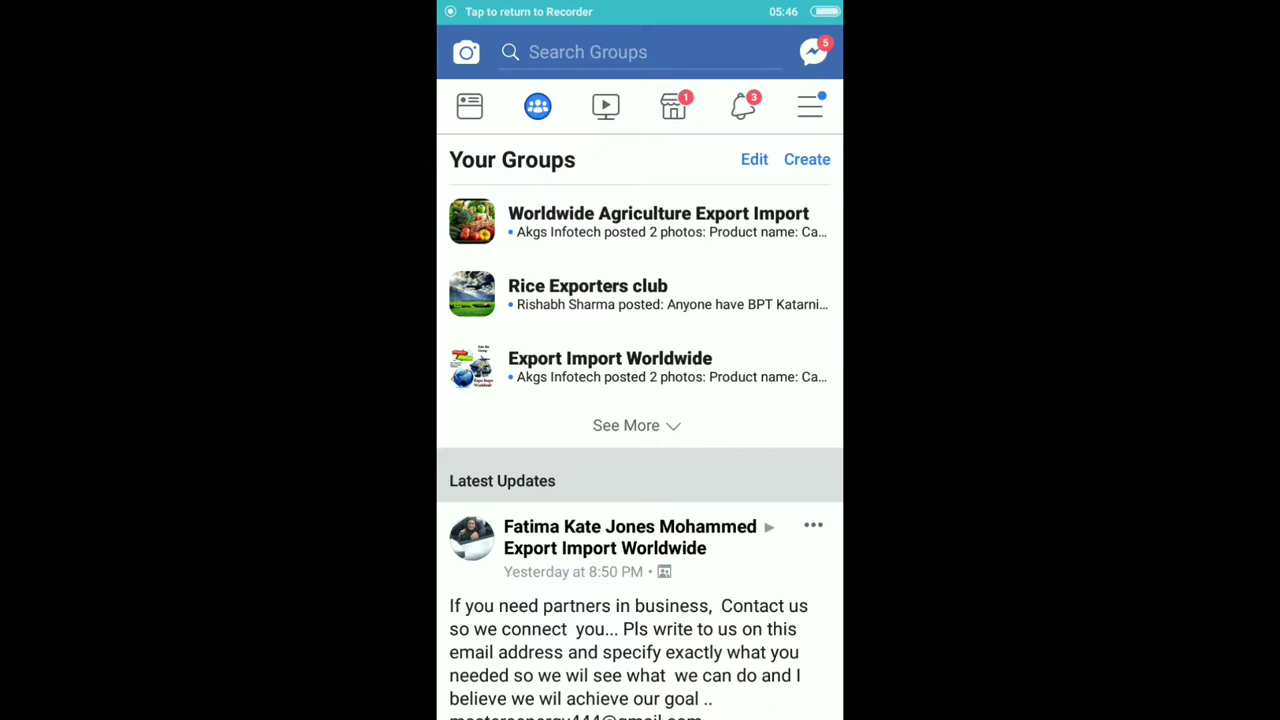 Tap to return to Recorder 05:46
Search Groups 5
1 3
Your Groups Edit Create
Worldwide Agriculture Export Import
Akgs Infotech posted 2 photos: Product name: Ca...
Rice Exporters club
Rishabh Sharma posted: Anyone have BPT Katarni...
Export Import Worldwide
Akgs Infotech posted 2 photos: Product name: Ca...
See More
Latest Updates
Fatima Kate Jones Mohammed
Export Import Worldwide
Yesterday at 8:50 PM
If you need partners in business, Contact us
so we connect you... Pls write to us on this
email address and specify exactly what you
needed so we wil see what we can do and I
believe we wil achieve our goal ..